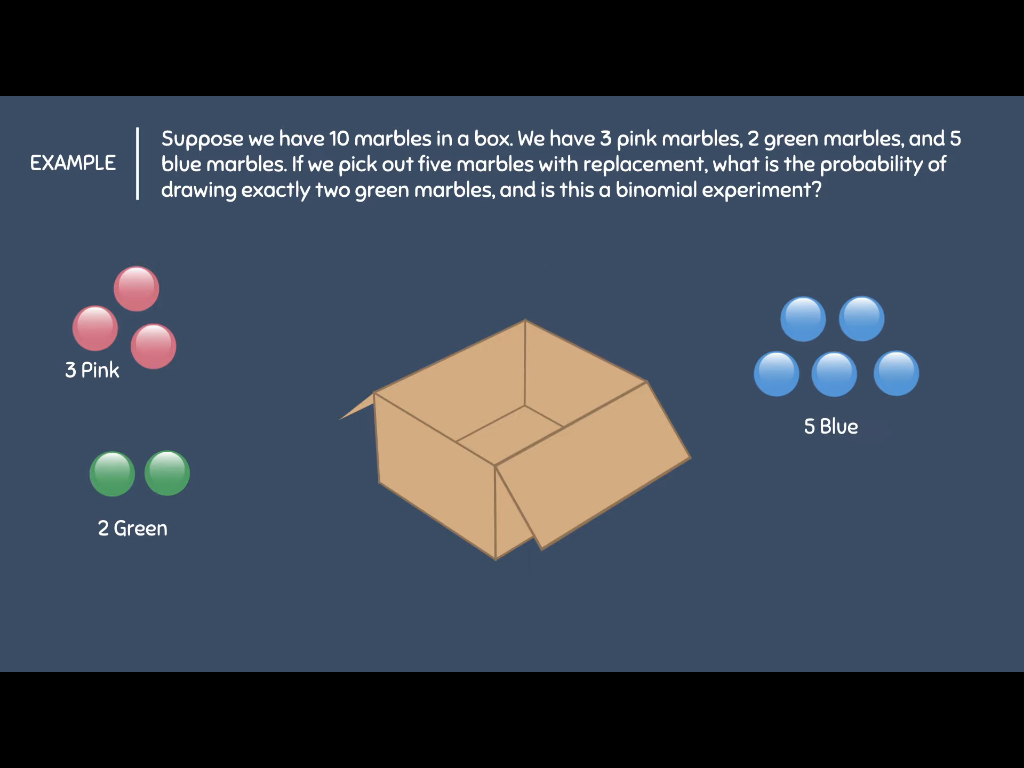 EXAMPLE
Suppose we have 10 marbles in a box. We have 3 pink marbles, 2 green marbles, and 5
blue marbles. If we pick out five marbles with replacement, what is the probability of
drawing exactly two green marbles, and is this a binomial experiment?
3 Pink
5 Blue
2 Green